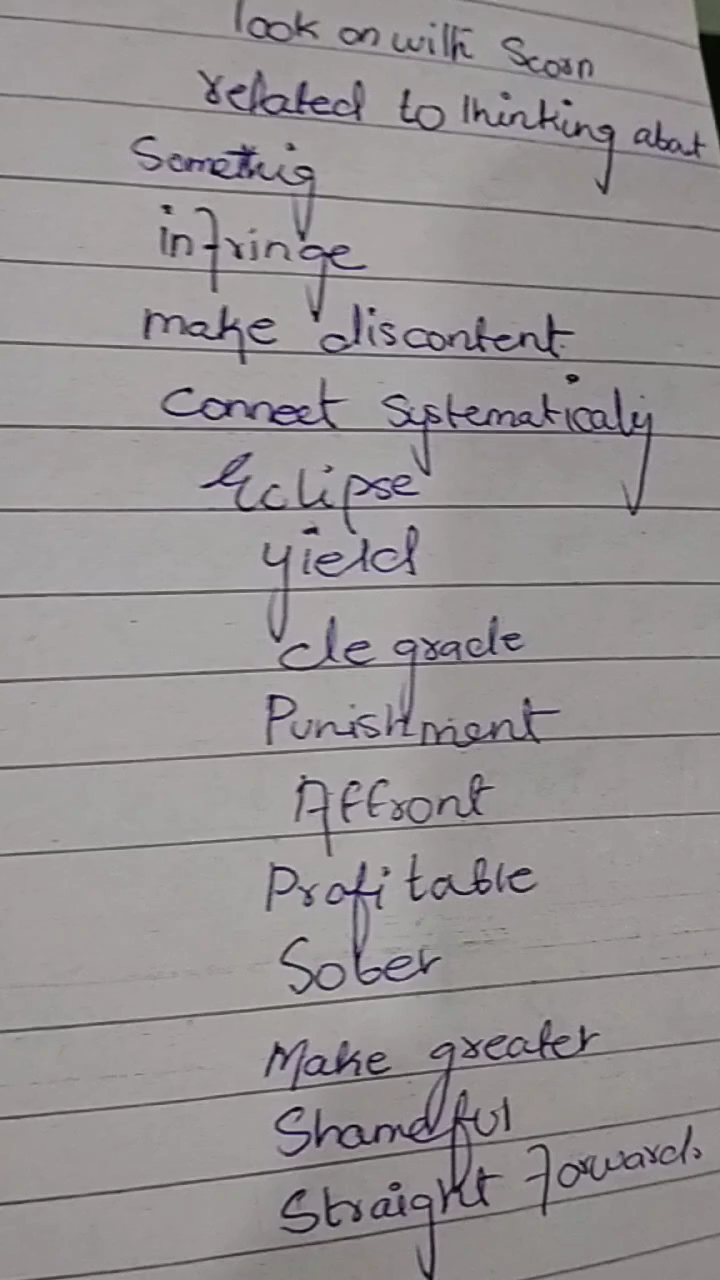 look on with Scorn
related to thinking about
Somethig
infringe
make discontent.
Connect Systematicaly
Eclipse
yield
degrade
Punishment
Affront
Profitable
Sober
Make greater
Shameful
Straight forward.